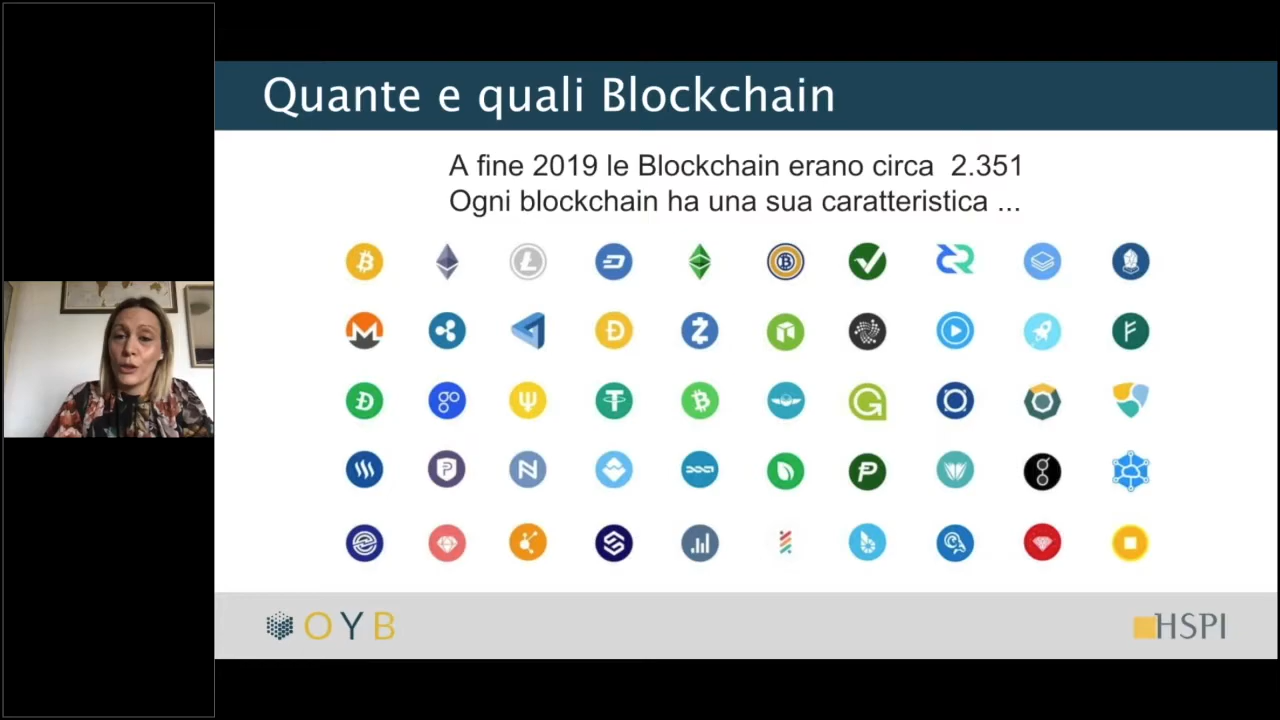 Quante e quali Blockchain
A fine 2019 le Blockchain erano circa 2.351
Ogni blockchain ha una sua caratteristica ...
OYB
HSPI